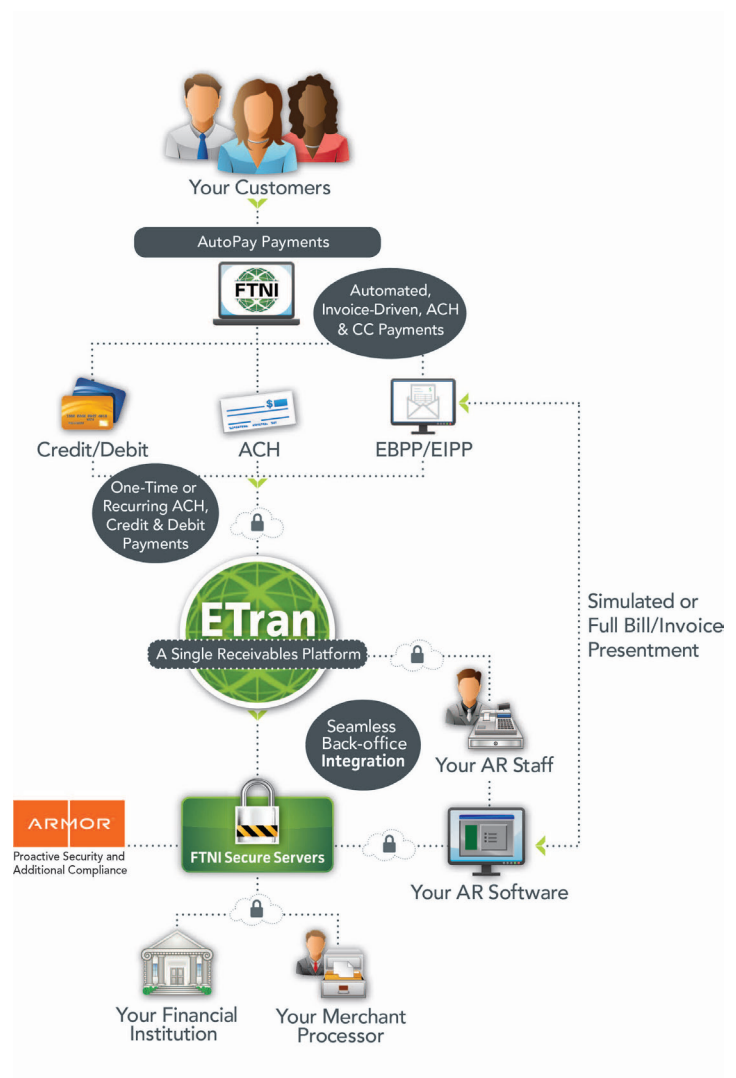 Your Customers
AutoPay Payments
FTNI
Automated,
Invoice-Driven, ACH
& CC Payments
Credit/Debit
ACH
EBPP/EIPP
One-Time or
Recurring ACH,
Credit & Debit
Payments
ETran
A Single Receivables Platform
Simulated or
Full Bill/Invoice
Presentment
Seamless
Back-office
Integration
Your AR Staff
ARMOR
Proactive Security and
Additional Compliance
FTNI Secure Servers
Your AR Software
Your Financial
Institution
Your Merchant
Processor